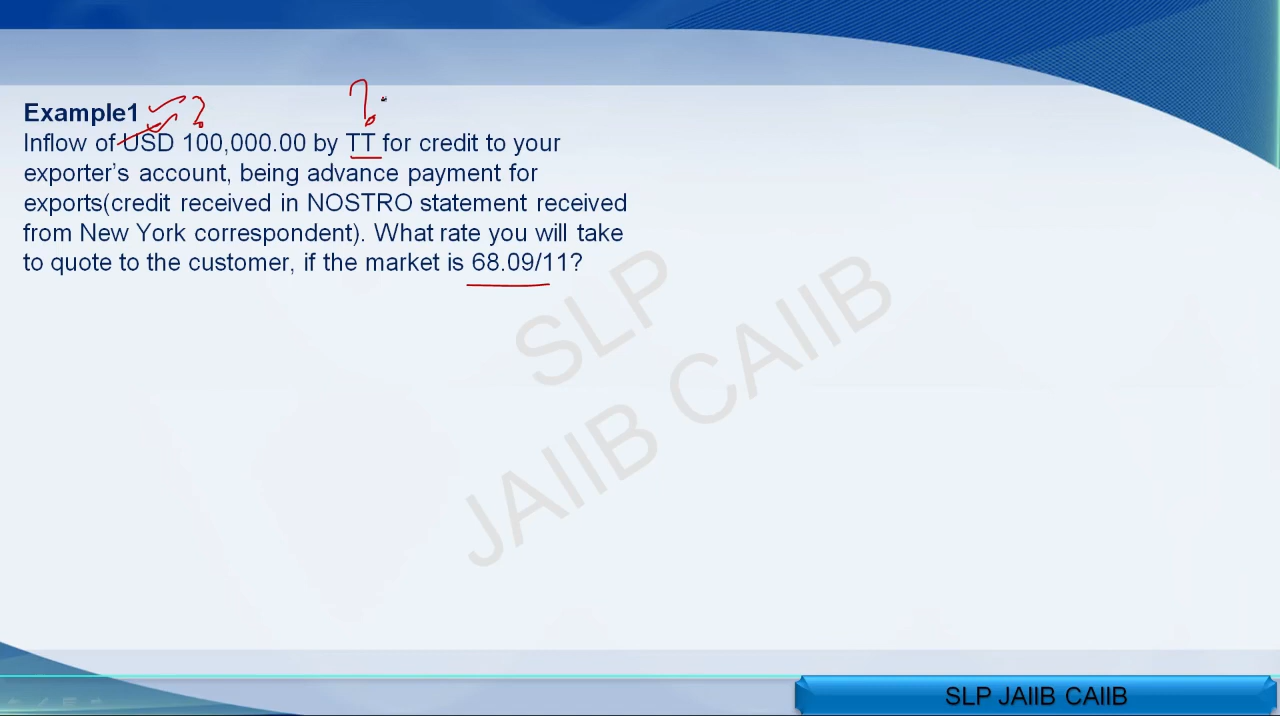 Example1 ?
?
Inflow of USD 100,000.00 by TT for credit to your
exporter’s account, being advance payment for
exports(credit received in NOSTRO statement received
from New York correspondent). What rate you will take
to quote to the customer, if the market is 68.09/11?
SLP
JAIIB CAIIB
SLP JAIIB CAIIB